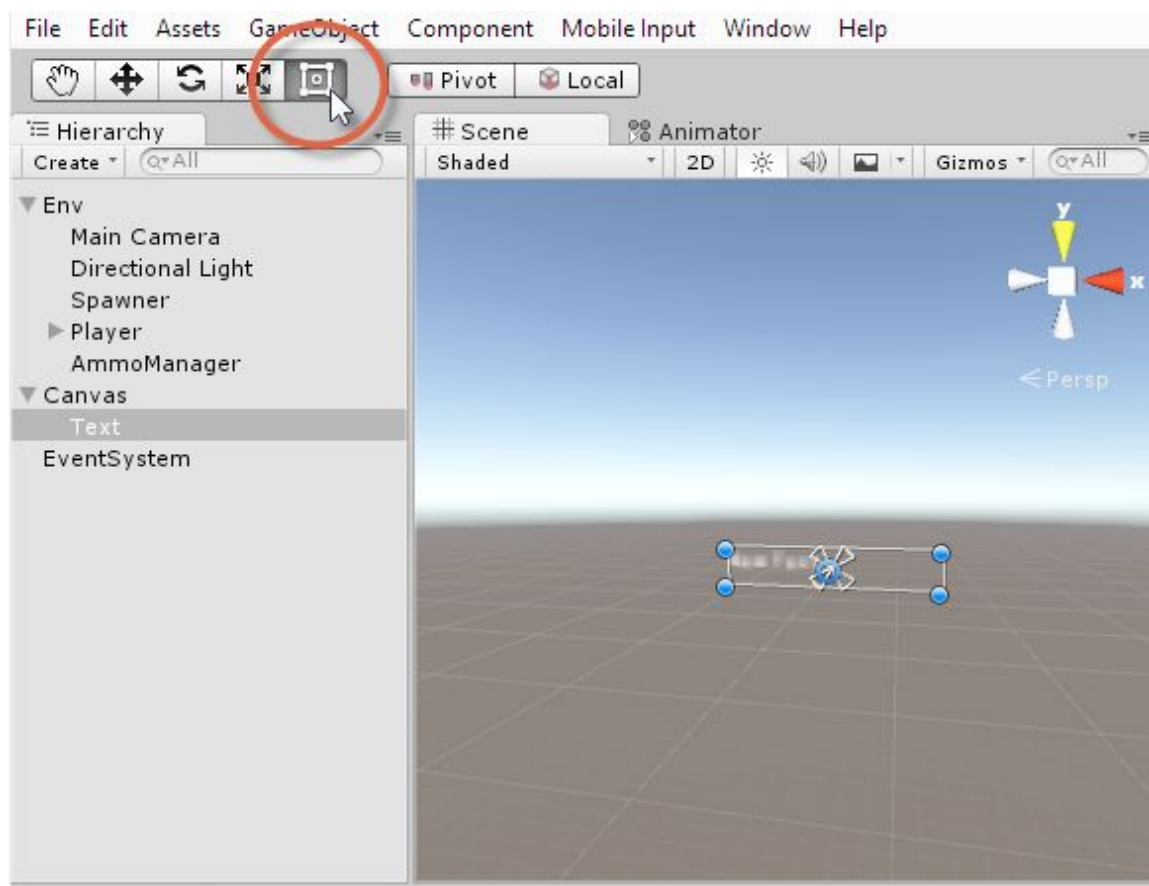 File Edit Assets GameObject Component Mobile Input Window Help
Pivot Local
Hierarchy
Scene Animator
Create All
Shaded 2D Gizmos All
Env
Main Camera
Directional Light
Spawner
Player
AmmoManager
Canvas
Text
EventSystem
y
x
Persp